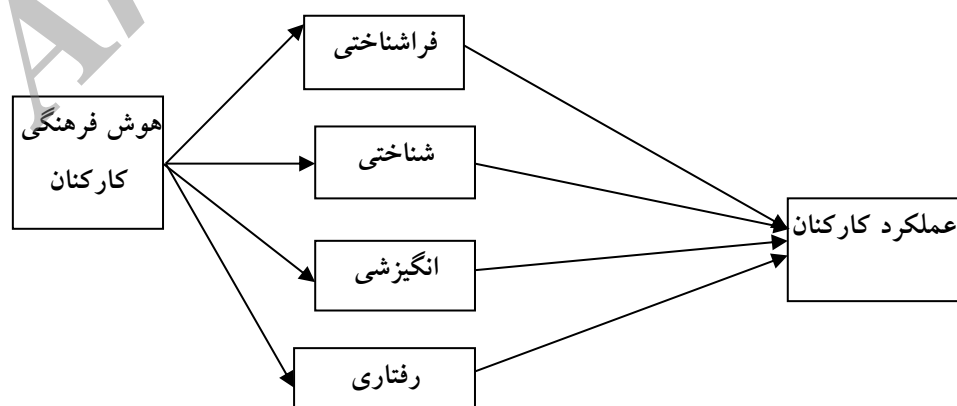 فراشناختی
هوش فرهنگی
کارکنان
شناختی
عملکرد کارکنان
انگیزشی
رفتاری